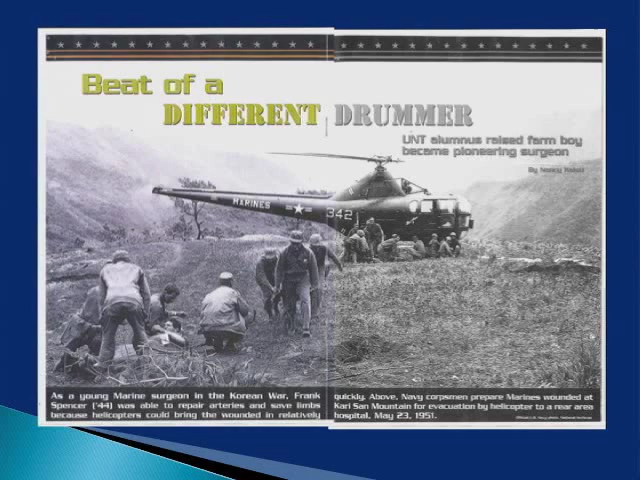 Beat of a
DIFFERENT DRUMMER
UNT alumnus raised farm boy
became pioneering surgeon
By Nancy
MARINES
342
As a young Marine surgeon in the Korean War, Frank
Spencer ('44) was able to repair arteries and save limbs
because helicopters could bring the wounded in relatively
quickly. Above, Navy corpsmen prepare Marines wounded at
Kari San Mountain for evacuation by helicopter to a rear area
hospital, May 23, 1951.